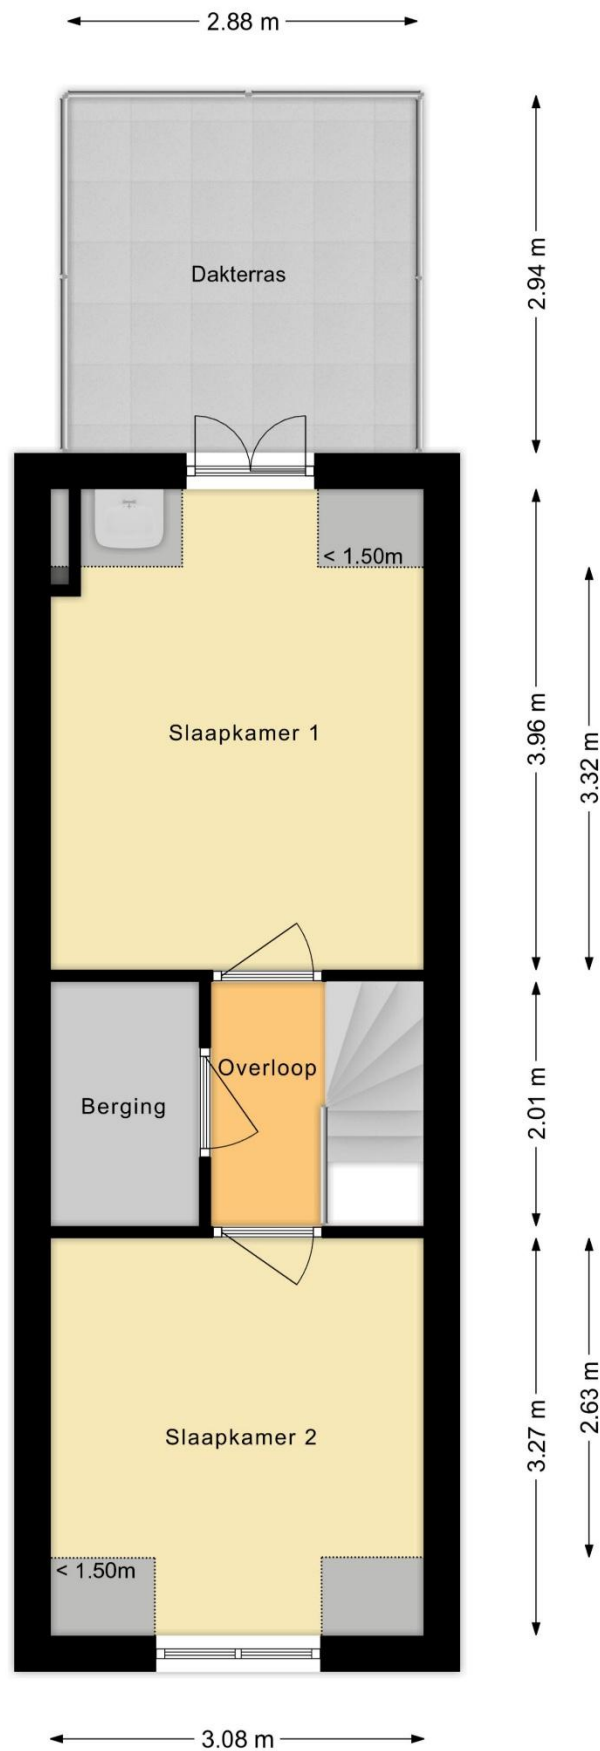 2.88 m
Dakterras
2.94 m
< 1.50m
Slaapkamer 1
3.96 m
3.32 m
Overloop
Berging
2.01 m
Slaapkamer 2
3.27 m
2.63 m
< 1.50m
3.08 m